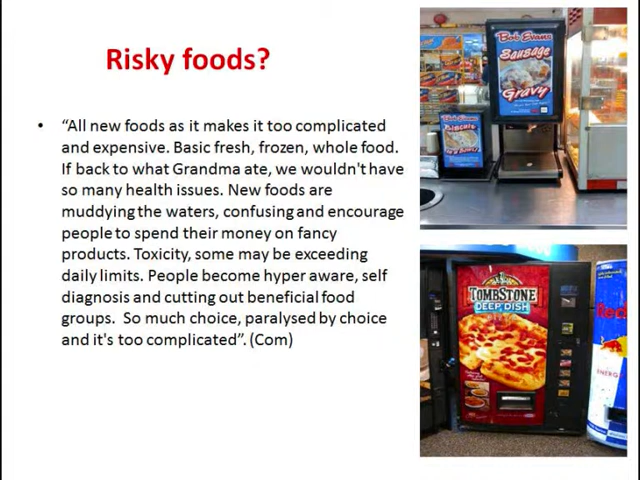 Risky foods?
• “All new foods as it makes it too complicated
and expensive. Basic fresh, frozen, whole food.
If back to what Grandma ate, we wouldn't have
so many health issues. New foods are
muddying the waters, confusing and encourage
people to spend their money on fancy
products. Toxicity, some may be exceeding
daily limits. People become hyper aware, self
diagnosis and cutting out beneficial food
groups.  So much choice, paralysed by choice
and it's too complicated”. (Com)
Bob Evans
Sausage
Gravy
Bob Evans
TOMBSTONE
DEEP DISH
Red
ENERG